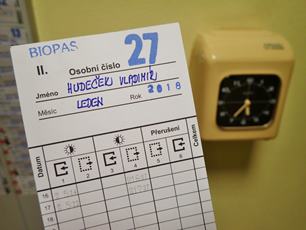 BIOPAS
27
II. Osobní číslo
Jméno HUDEČEK VLADIMÍR
Měsíc LEDEN Rok 2018
Přerušení
Datum
Celkem
1 2 3 4 5 6
16
17
18